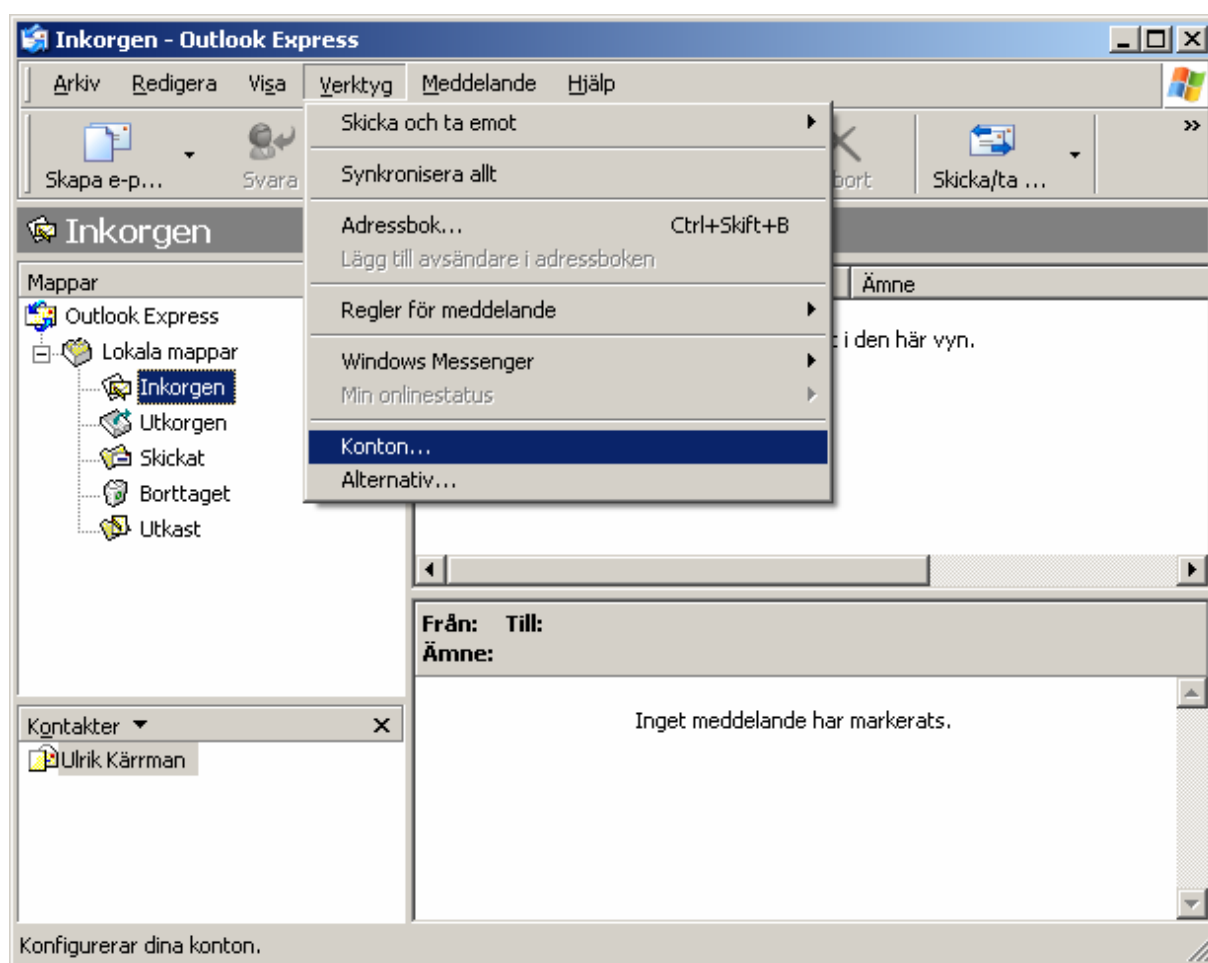 Inkorgen - Outlook Express
Arkiv Redigera Visa Verktyg Meddelande Hjälp
Skapa e-p... Svara Skicka/ta ...
Skicka och ta emot
Synkronisera allt
Adressbok... Ctrl+Skift+B
Lägg till avsändare i adressboken
Regler för meddelande
Windows Messenger
Min onlinestatus
Konton...
Alternativ...
Inkorgen
Mappar
Outlook Express
Lokala mappar
Inkorgen
Utkorgen
Skickat
Borttaget
Utkast
Ämne
i den här vyn.
Från: Till:
Ämne:
Inget meddelande har markerats.
Kontakter
Ulrik Kärrman
Konfigurerar dina konton.